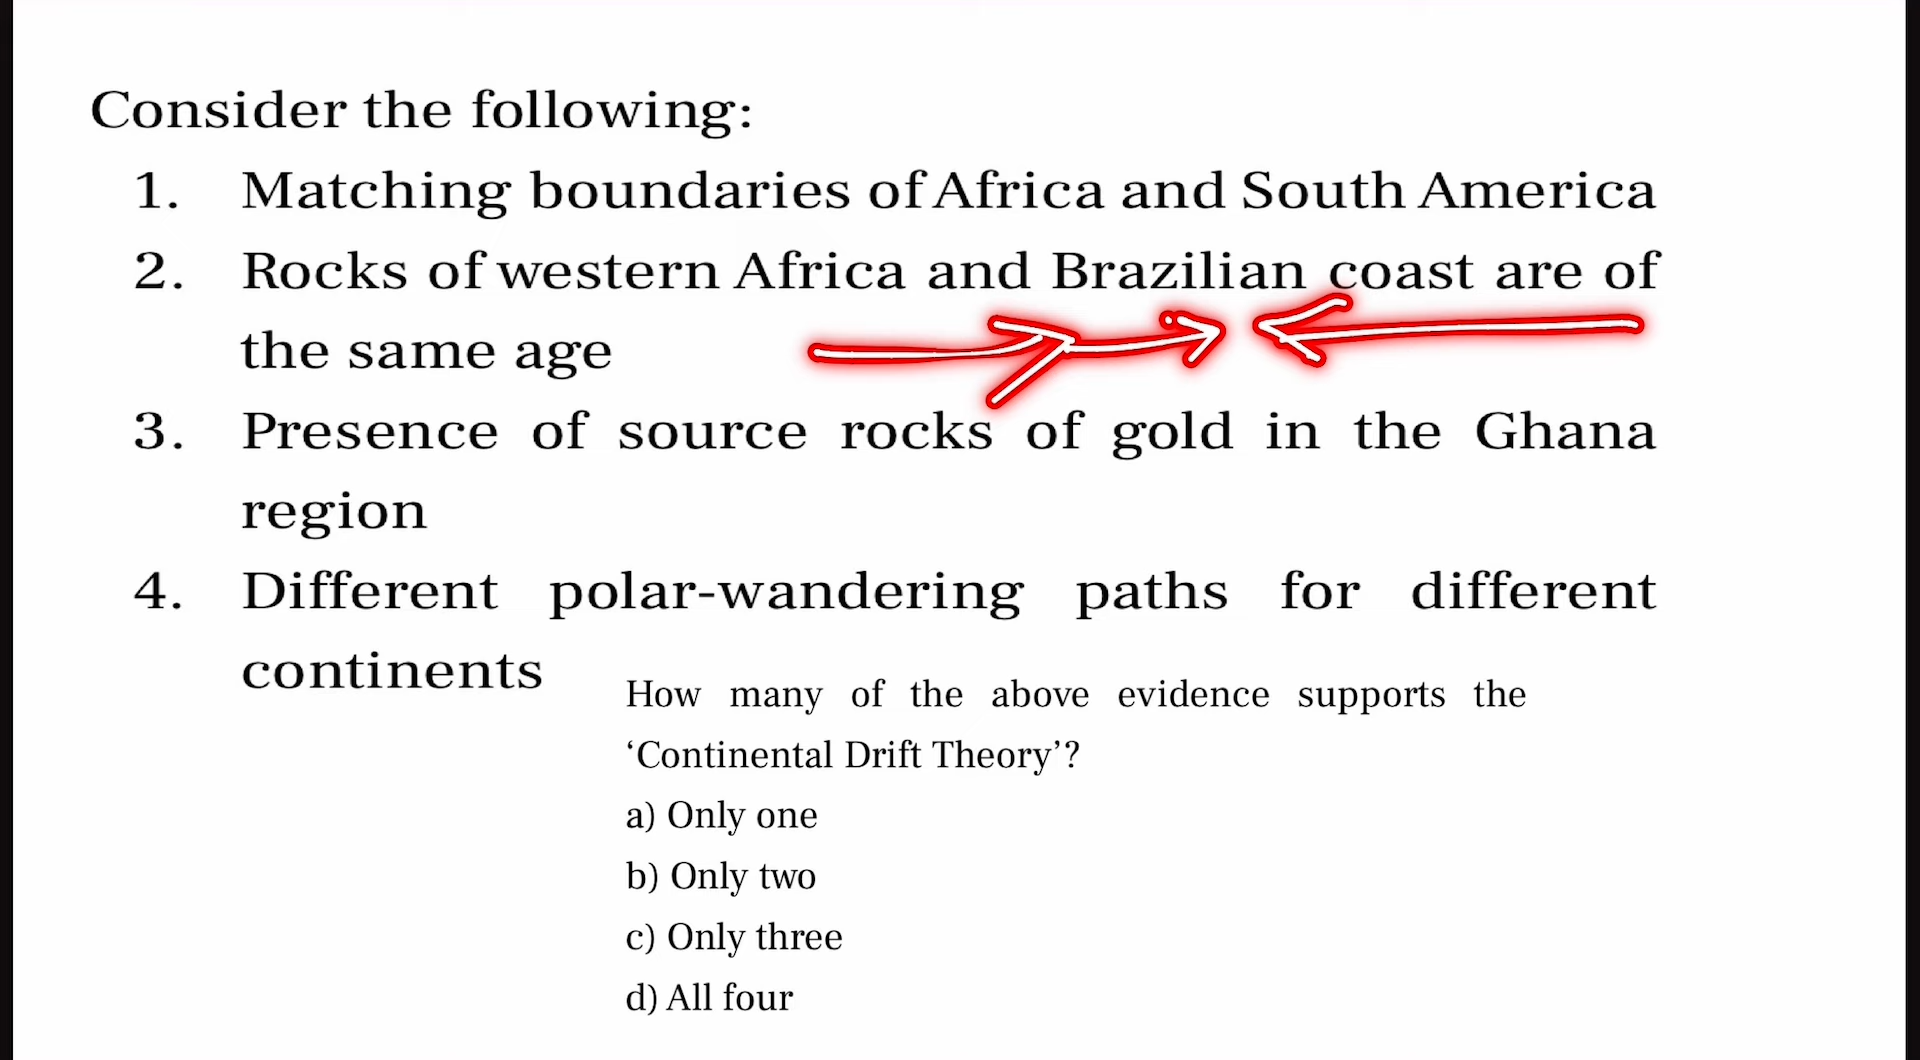 Consider the following:
1. Matching boundaries of Africa and South America
2. Rocks of western Africa and Brazilian coast are of
the same age
3. Presence of source rocks of gold in the Ghana
region
4. Different polar-wandering paths for different
continents
How many of the above evidence supports the
‘Continental Drift Theory’?
a) Only one
b) Only two
c) Only three
d) All four